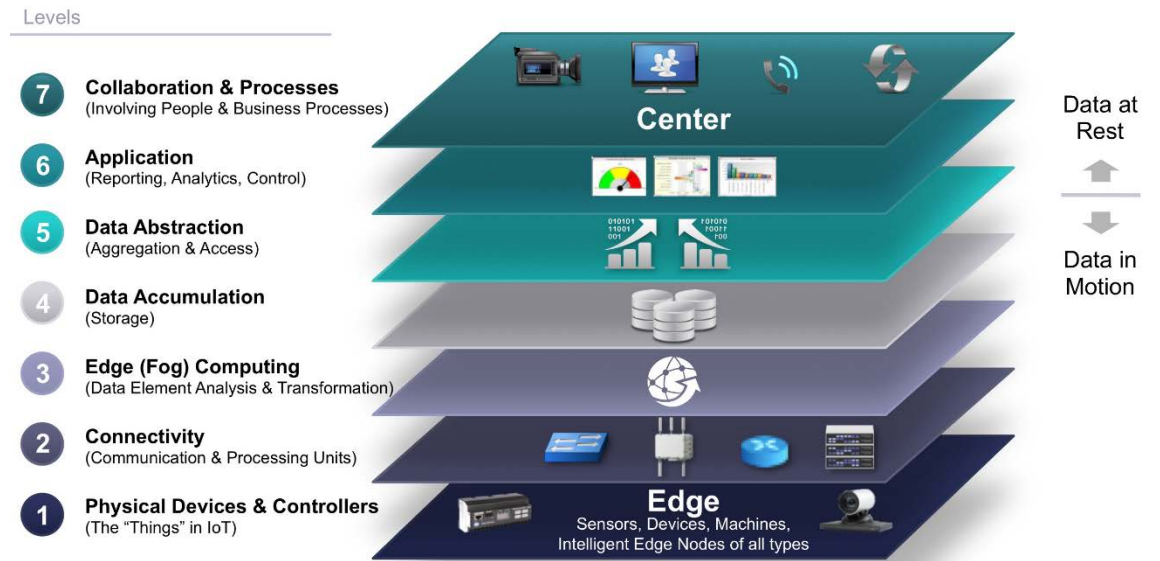 Levels
7
Collaboration & Processes
(Involving People & Business Processes)
6
Application
(Reporting, Analytics, Control)
5
Data Abstraction
(Aggregation & Access)
4
Data Accumulation
(Storage)
3
Edge (Fog) Computing
(Data Element Analysis & Transformation)
2
Connectivity
(Communication & Processing Units)
1
Physical Devices & Controllers
(The “Things” in IoT)
Center
010101
11001
001
Edge
Sensors, Devices, Machines,
Intelligent Edge Nodes of all types
Data at
Rest
Data in
Motion